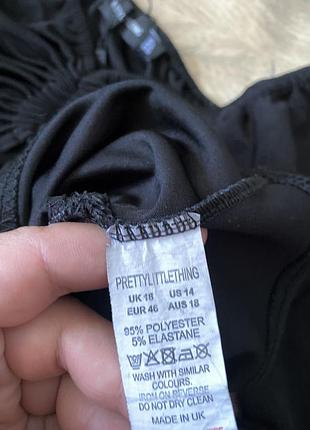 PRETTYLITTLETHING
UK 18 US 14
EUR 46 AUS 18
95% POLYESTER
5% ELASTANE
WASH WITH SIMILAR
COLOURS.
IRON ON REVERSE
DO NOT DRY CLEAN
MADE IN UK